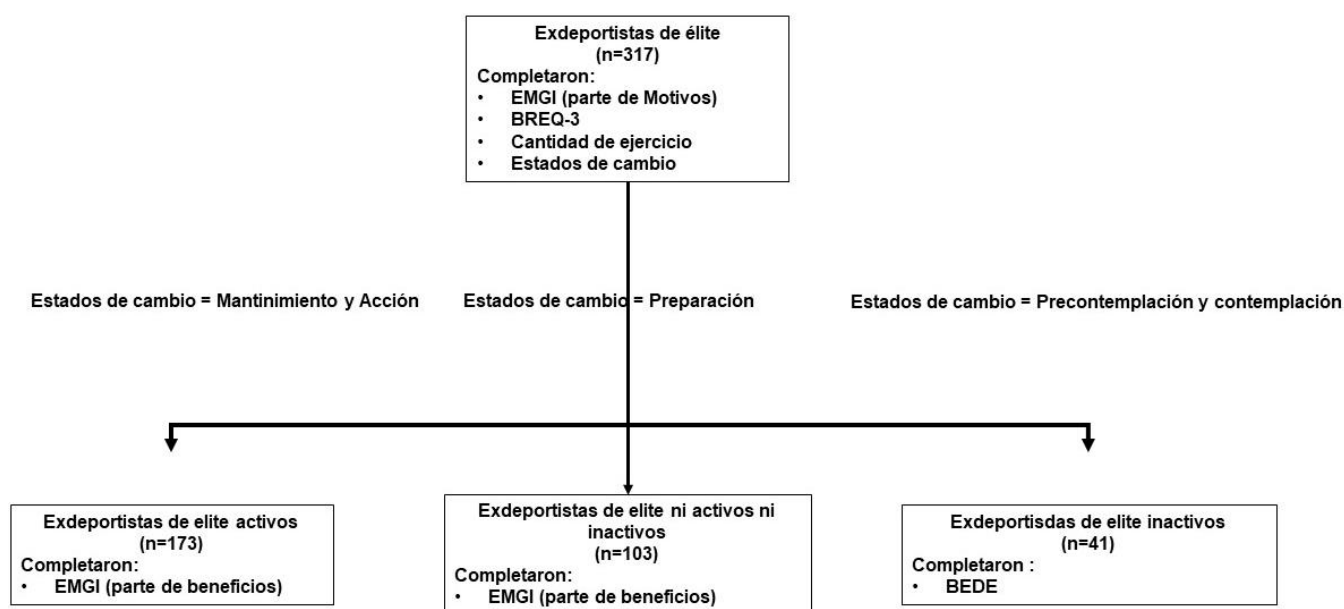 Exdeportistas de élite
(n=317)
Completaron:
• EMGI (parte de Motivos)
• BREQ-3
• Cantidad de ejercicio
• Estados de cambio
Estados de cambio = Mantinimiento y Acción
Estados de cambio = Preparación
Estados de cambio = Precontemplación y contemplación
Exdeportistas de elite activos
(n=173)
Completaron:
• EMGI (parte de beneficios)
Exdeportistas de elite ni activos ni
inactivos
(n=103)
Completaron:
• EMGI (parte de beneficios)
Exdeportisdas de elite inactivos
(n=41)
Completaron :
• BEDE